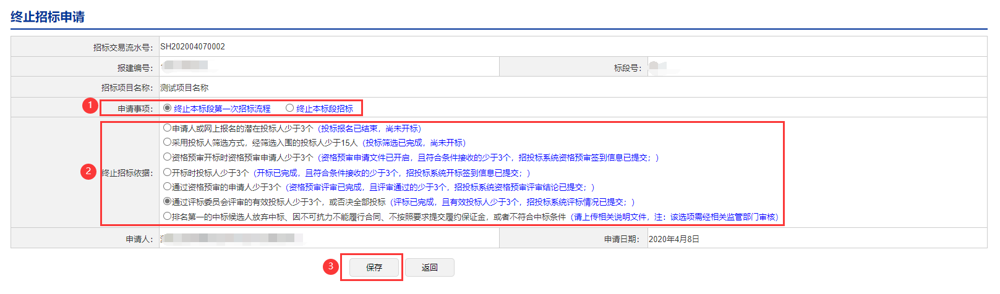 终止招标申请
招标交易流水号： SH202004070002
报建编号： 标段号：
招标项目名称： 测试项目名称
1 申请事项： 终止本标段第一次招标流程 终止本标段招标
申请人或网上报名的潜在投标人少于3个（投标报名已结束，尚未开标）
采用投标人筛选方式，经筛选入围的投标人少于15人（投标筛选已完成，尚未开标）
资格预审开标时资格预审申请人少于3个（资格预审申请文件已开启，且符合条件接收的少于3个，招投标系统资格预审签到信息已提交；）
2 终止招标依据： 开标时投标人少于3个（开标已完成，且符合条件接收的少于3个，招投标系统开标签到信息已提交；）
通过资格预审的申请人少于3个（资格预审评审已完成，且评审通过的少于3个，招投标系统资格预审评审结论已提交；）
通过评标委员会评审的有效投标人少于3个，或否决全部投标（评标已完成，且有效投标人少于3个，招投标系统评标情况已提交；）
排名第一的中标候选人放弃中标、因不可抗力不能履行合同、不按照要求提交履约保证金，或者不符合中标条件（请上传相关说明文件，注：该选项需经相关监管部门审核）
申请人： 申请日期： 2020年4月8日
3 保存 返回